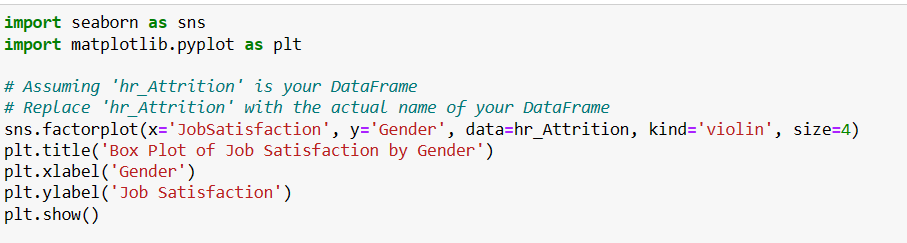 import seaborn as sns
import matplotlib.pyplot as plt
# Assuming 'hr_Attrition' is your DataFrame
# Replace 'hr_Attrition' with the actual name of your DataFrame
sns.factorplot(x='JobSatisfaction', y='Gender', data=hr_Attrition, kind='violin', size=4)
plt.title('Box Plot of Job Satisfaction by Gender')
plt.xlabel('Gender')
plt.ylabel('Job Satisfaction')
plt.show()